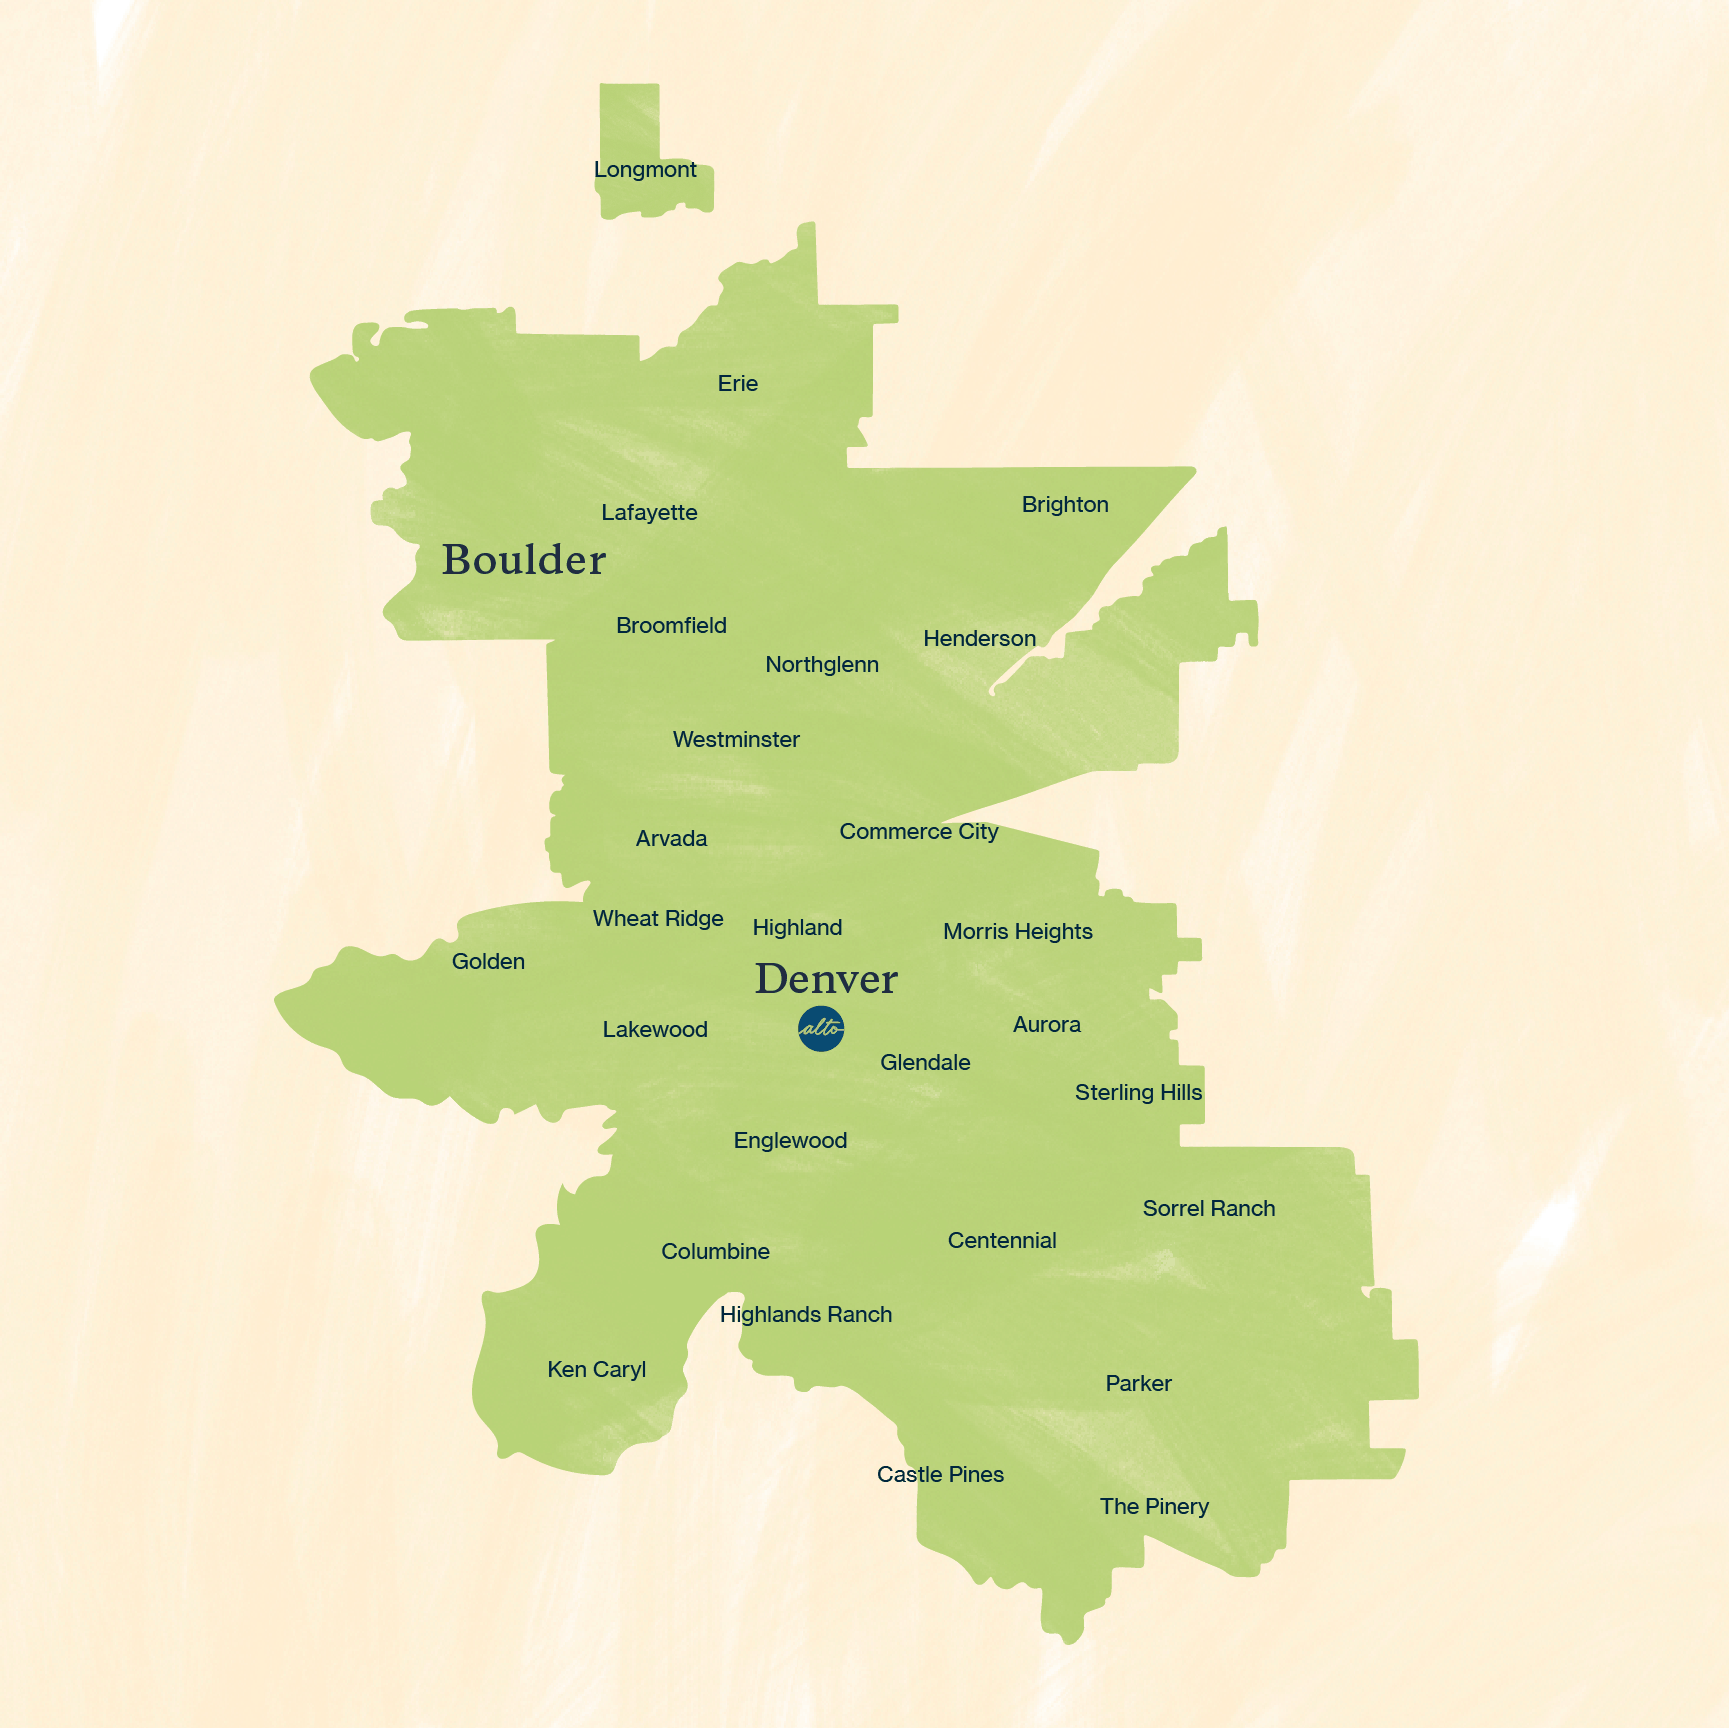 Longmont
Erie
Brighton
Lafayette
Boulder
Broomfield
Henderson
Northglenn
Westminster
Commerce City
Arvada
Wheat Ridge
Highland
Morris Heights
Golden
Denver
alto
Lakewood
Aurora
Glendale
Sterling Hills
Englewood
Sorrel Ranch
Centennial
Columbine
Highlands Ranch
Ken Caryl
Parker
Castle Pines
The Pinery